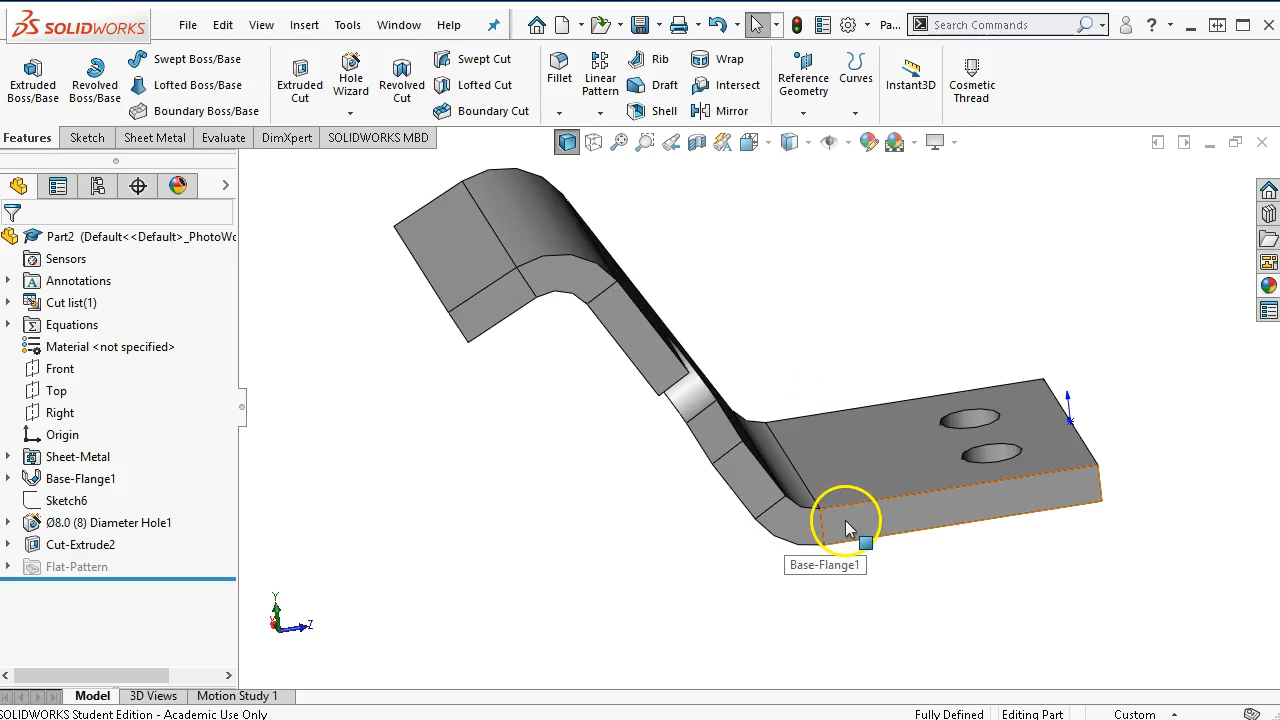 SOLIDWORKS File Edit View Insert Tools Window Help Pa... Search Commands ?
Extruded Boss/Base
Revolved Boss/Base
Swept Boss/Base
Lofted Boss/Base
Boundary Boss/Base
Extruded Cut
Hole Wizard
Revolved Cut
Swept Cut
Lofted Cut
Boundary Cut
Fillet
Linear Pattern
Rib
Draft
Shell
Wrap
Intersect
Mirror
Reference Geometry
Curves
Instant3D
Cosmetic Thread
Features Sketch Sheet Metal Evaluate DimXpert SOLIDWORKS MBD
Part2 (Default<<Default>_PhotoWo
Sensors
Annotations
Cut list(1)
Equations
Material <not specified>
Front
Top
Right
Origin
Sheet-Metal
Base-Flange1
Sketch6
Ø8.0 (8) Diameter Hole1
Cut-Extrude2
Flat-Pattern
Base-Flange1
Y
Z
Model 3D Views Motion Study 1
SOLIDWORKS Student Edition - Academic Use Only Fully Defined Editing Part Custom